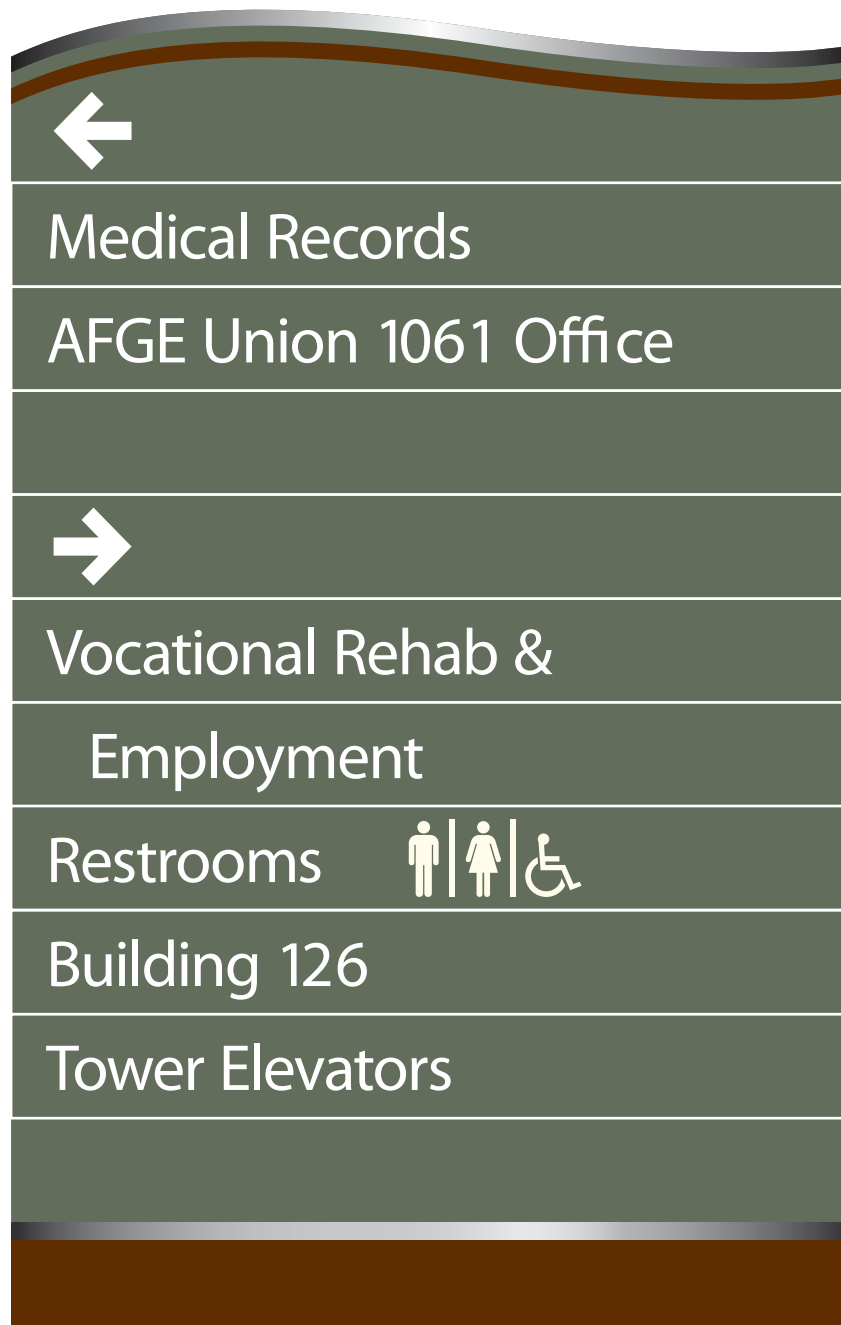 Medical Records
AFGE Union 1061 Office
Vocational Rehab &
Employment
Restrooms
Building 126
Tower Elevators